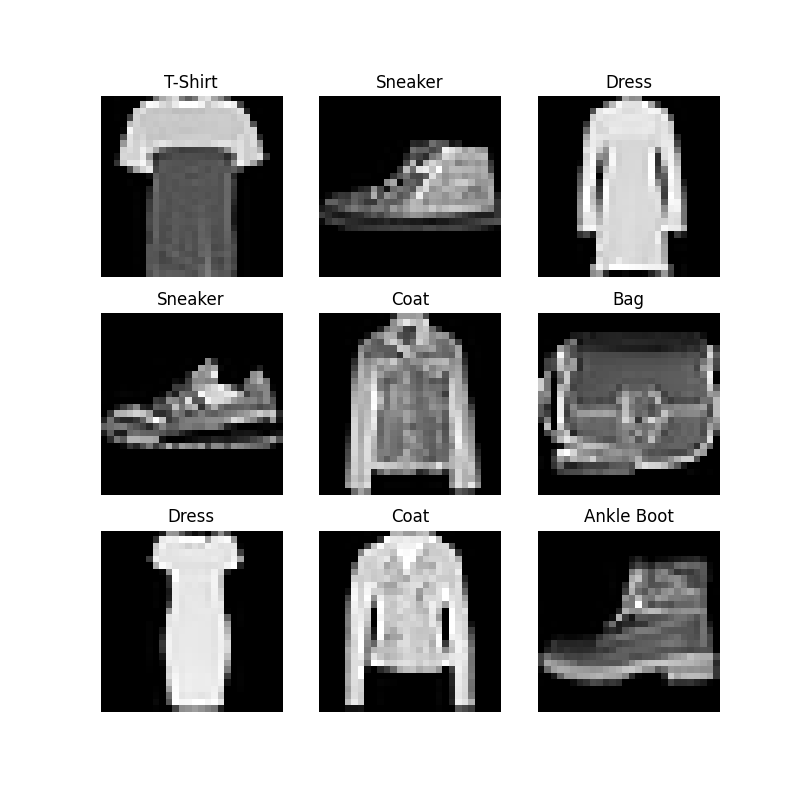 T-Shirt
Sneaker
Dress
Sneaker
Coat
Bag
Dress
Coat
Ankle Boot